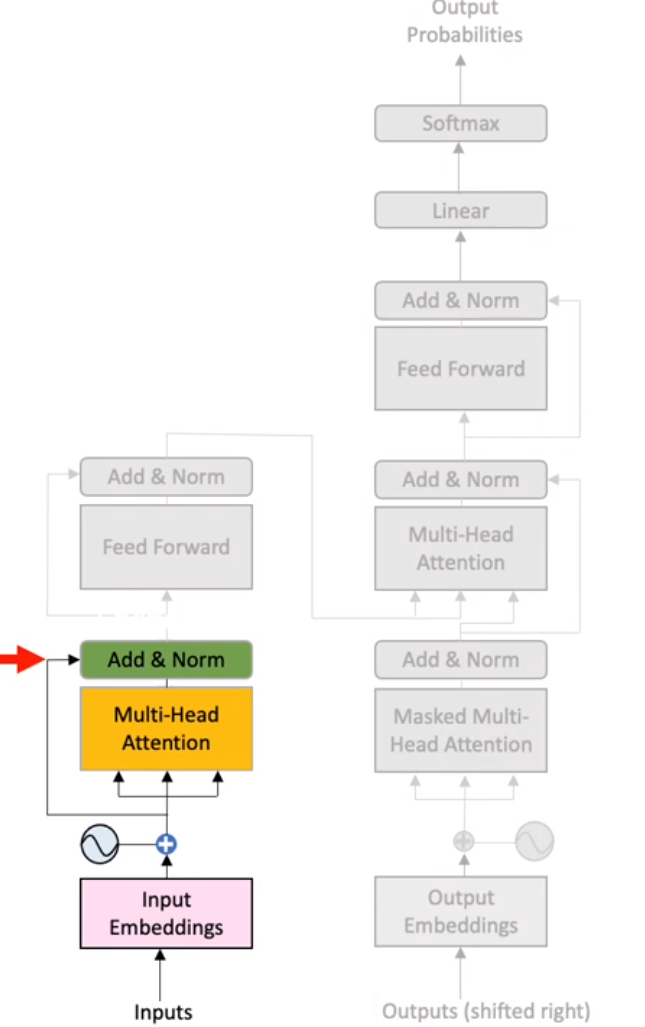 Output
Probabilities
Softmax
Linear
Add & Norm
Feed Forward
Add & Norm
Multi-Head
Attention
Add & Norm
Masked Multi-
Head Attention
Output
Embeddings
Outputs (shifted right)
Add & Norm
Feed Forward
Add & Norm
Multi-Head
Attention
Input
Embeddings
Inputs